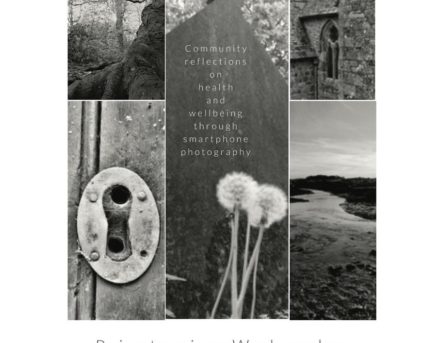 Community
reflections
on
health
and
wellbeing
through
smartphone
photography